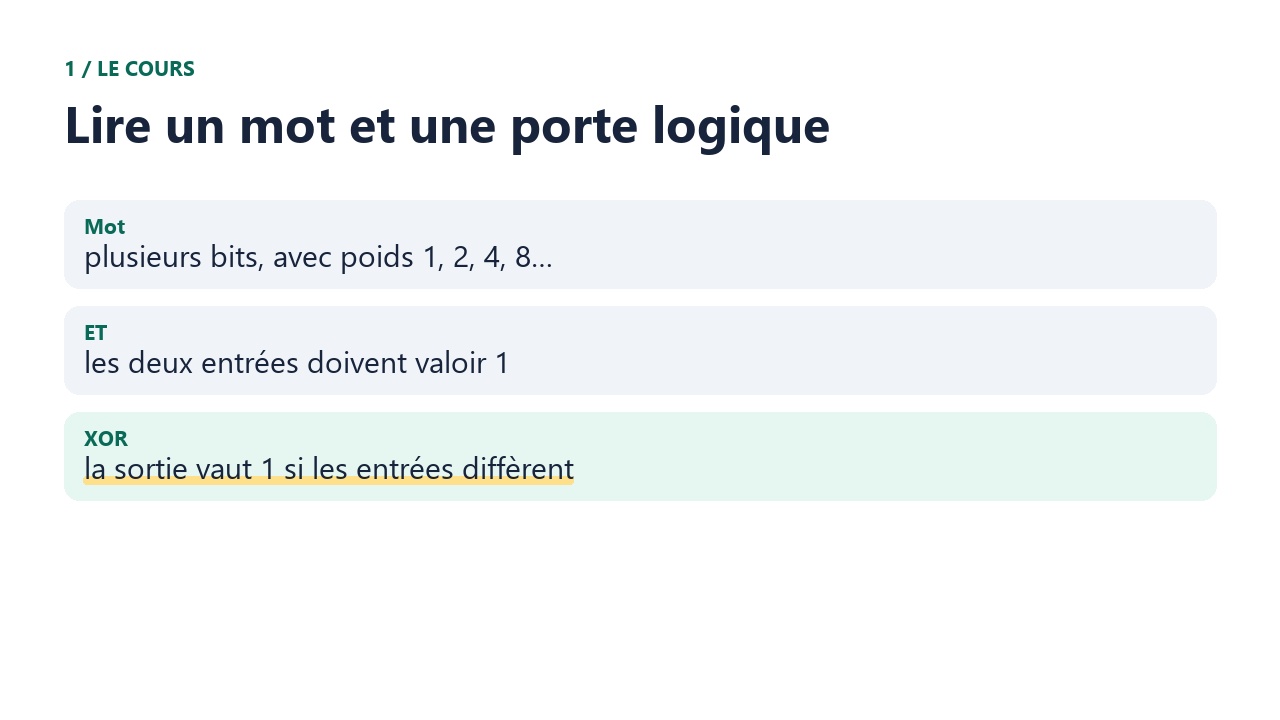 1 / LE COURS
Lire un mot et une porte logique
Mot
plusieurs bits, avec poids 1, 2, 4, 8…
ET
les deux entrées doivent valoir 1
XOR
la sortie vaut 1 si les entrées diffèrent